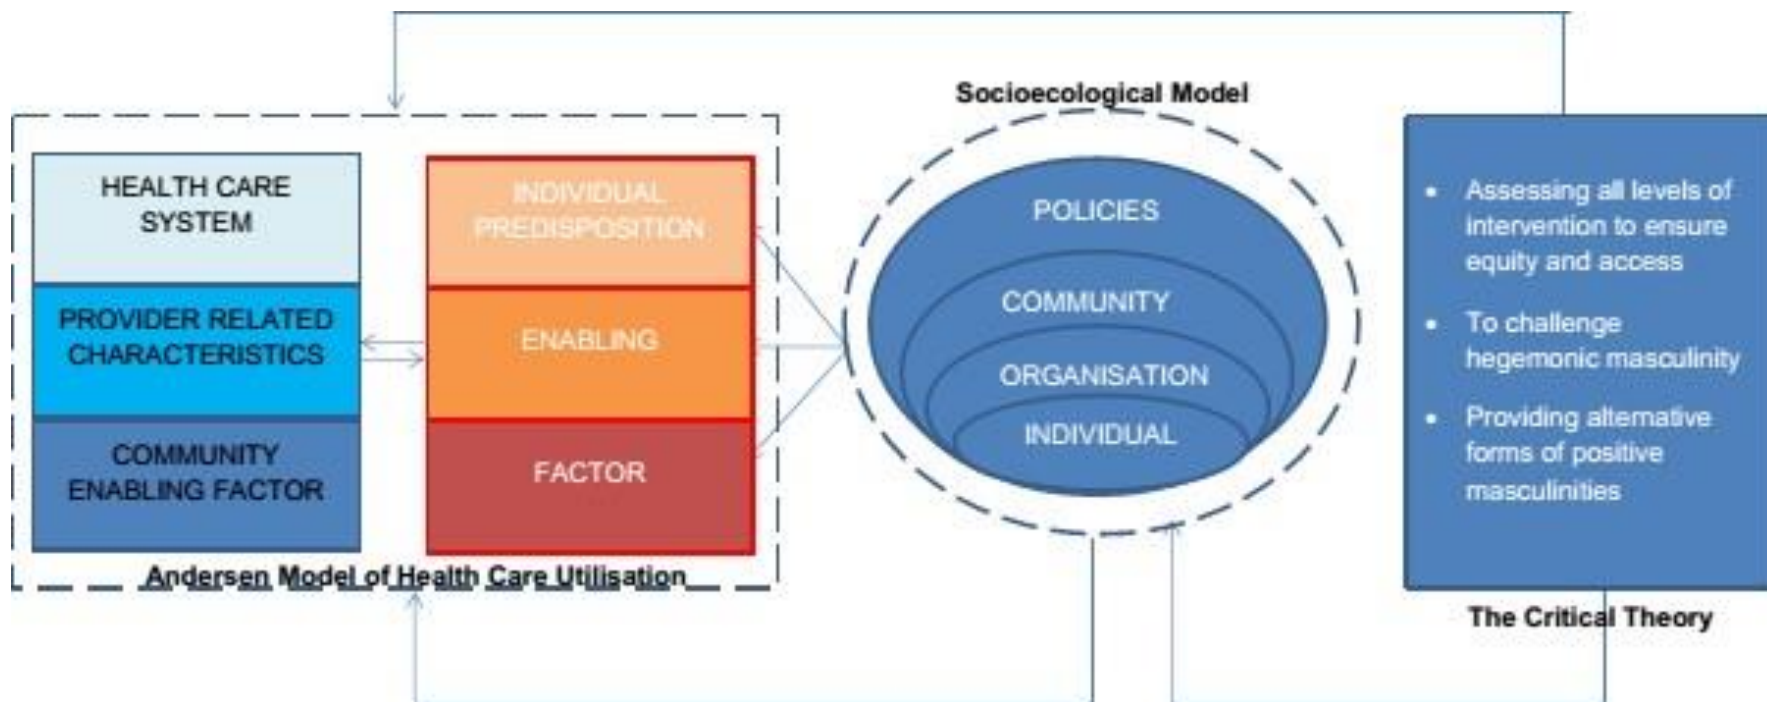 Socioecological Model
HEALTH CARE
SYSTEM
PROVIDER RELATED
CHARACTERISTICS
COMMUNITY
ENABLING FACTOR
INDIVIDUAL
PREDISPOSITION
ENABLING
FACTOR
Andersen Model of Health Care Utilisation
POLICIES
COMMUNITY
ORGANISATION
INDIVIDUAL
• Assessing all levels of
intervention to ensure
equity and access
• To challenge
hegemonic masculinity
• Providing alternative
forms of positive
masculinities
The Critical Theory